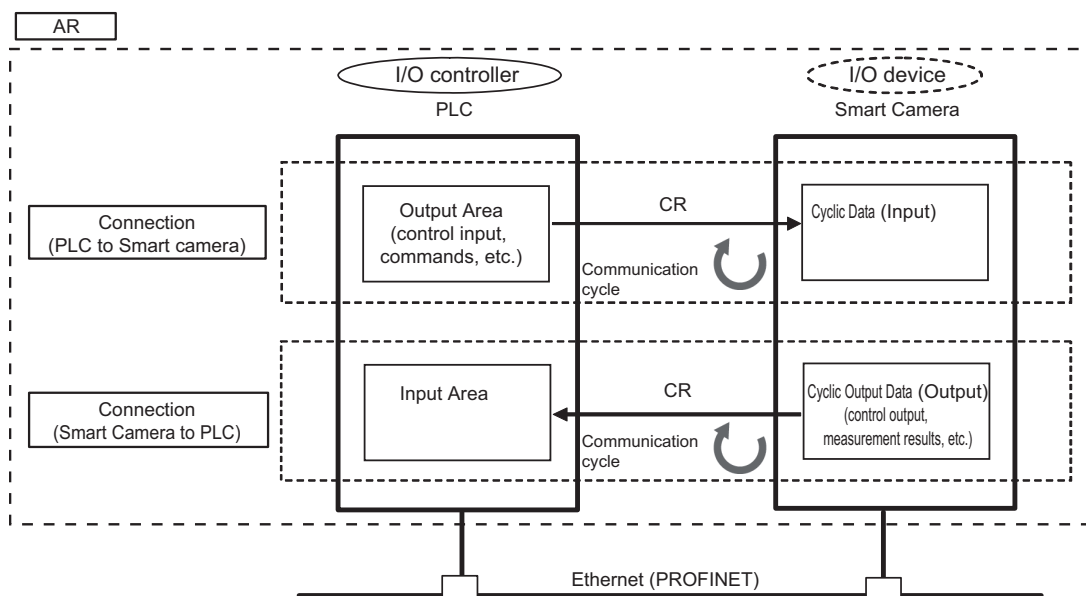 AR
I/O controller
I/O device
PLC
Smart Camera
Connection
(PLC to Smart camera)
Output Area
(control input,
commands, etc.)
CR
Communication
cycle
Cyclic Data (Input)
Connection
(Smart Camera to PLC)
Input Area
CR
Communication
cycle
Cyclic Output Data (Output)
(control output,
measurement results, etc.)
Ethernet (PROFINET)